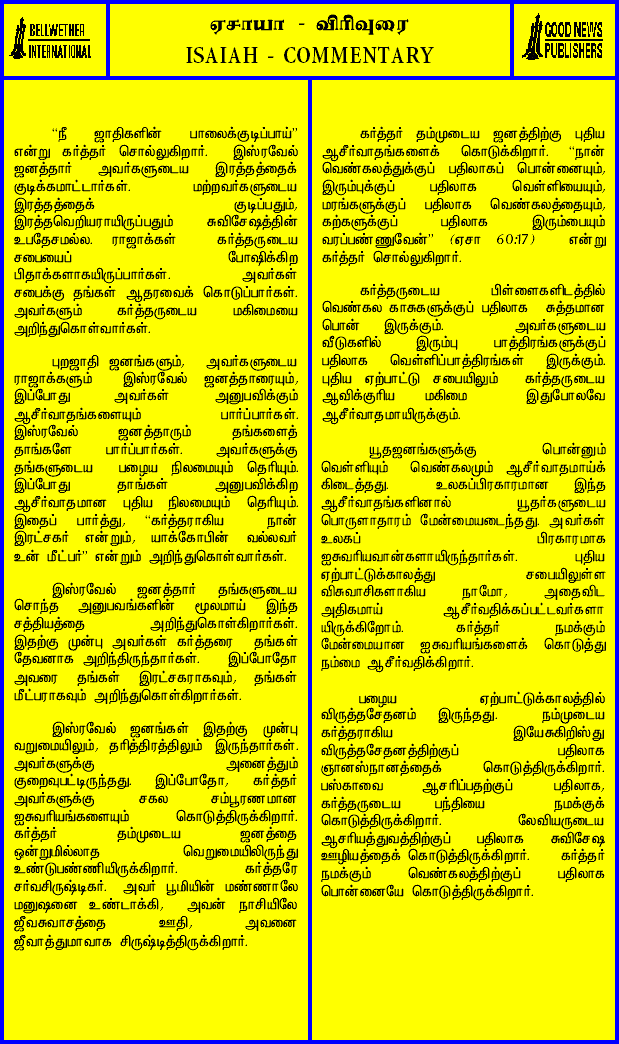 BELLWETHER
INTERNATIONAL
ஏசாயா - விரிவுரை
ISAIAH - COMMENTARY
GOOD NEWS
PUBLISHERS
“நீ ஜாதிகளின் பாலைக்குடிப்பாய்”
என்று கர்த்தர் சொல்லுகிறார். இஸ்ரவேல்
ஜனத்தார் அவர்களுடைய இரத்தத்தைக்
குடிக்கமாட்டார்கள். மற்றவர்களுடைய
இரத்தத்தைக் குடிப்பதும்,
இரத்தவெறியராயிருப்பதும் சுவிசேஷத்தின்
உபதேசமல்ல. ராஜாக்கள் கர்த்தருடைய
சபையைப் போஷிக்கிற
பிதாக்களாகயிருப்பார்கள். அவர்கள்
சபைக்கு தங்கள் ஆதரவைக் கொடுப்பார்கள்.
அவர்களும் கர்த்தருடைய மகிமையை
அறிந்துகொள்வார்கள்.
புறஜாதி ஜனங்களும், அவர்களுடைய
ராஜாக்களும் இஸ்ரவேல் ஜனத்தாரையும்,
இப்போது அவர்கள் அனுபவிக்கும்
ஆசீர்வாதங்களையும் பார்ப்பார்கள்.
இஸ்ரவேல் ஜனத்தாரும் தங்களைத்
தாங்களே பார்ப்பார்கள். அவர்களுக்கு
தங்களுடைய பழைய நிலமையும் தெரியும்.
இப்போது தாங்கள் அனுபவிக்கிற
ஆசீர்வாதமான புதிய நிலமையும் தெரியும்.
இதைப் பார்த்து, “கர்த்தராகிய நான்
இரட்சகர் என்றும், யாக்கோபின் வல்லவர்
உன் மீட்பர்” என்றும் அறிந்துகொள்வார்கள்.
இஸ்ரவேல் ஜனத்தார் தங்களுடைய
சொந்த அனுபவங்களின் மூலமாய் இந்த
சத்தியத்தை அறிந்துகொள்கிறார்கள்.
இதற்கு முன்பு அவர்கள் கர்த்தரை தங்கள்
தேவனாக அறிந்திருந்தார்கள். இப்போதோ
அவரை தங்கள் இரட்சகராகவும், தங்கள்
மீட்பராகவும் அறிந்துகொள்கிறார்கள்.
இஸ்ரவேல் ஜனங்கள் இதற்கு முன்பு
வறுமையிலும், தரித்திரத்திலும் இருந்தார்கள்.
அவர்களுக்கு அனைத்தும்
குறைவுபட்டிருந்தது. இப்போதோ, கர்த்தர்
அவர்களுக்கு சகல சம்பூரணமான
ஐசுவரியங்களையும் கொடுத்திருக்கிறார்.
கர்த்தர் தம்முடைய ஜனத்தை
ஒன்றுமில்லாத வெறுமையிலிருந்து
உண்டுபண்ணியிருக்கிறார். கர்த்தரே
சர்வசிருஷ்டிகர். அவர் பூமியின் மண்ணாலே
மனுஷனை உண்டாக்கி, அவன் நாசியிலே
ஜீவசுவாசத்தை ஊதி, அவனை
ஜீவாத்துமாவாக சிருஷ்டித்திருக்கிறார்.
கர்த்தர் தம்முடைய ஜனத்திற்கு புதிய
ஆசீர்வாதங்களைக் கொடுக்கிறார். “நான்
வெண்கலத்துக்குப் பதிலாகப் பொன்னையும்,
இரும்புக்குப் பதிலாக வெள்ளியையும்,
மரங்களுக்குப் பதிலாக வெண்கலத்தையும்,
கற்களுக்குப் பதிலாக இரும்பையும்
வரப்பண்ணுவேன்” (ஏசா 60:17) என்று
கர்த்தர் சொல்லுகிறார்.
கர்த்தருடைய பிள்ளைகளிடத்தில்
வெண்கல காசுகளுக்குப் பதிலாக சுத்தமான
பொன் இருக்கும். அவர்களுடைய
வீடுகளில் இரும்பு பாத்திரங்களுக்குப்
பதிலாக வெள்ளிப்பாத்திரங்கள் இருக்கும்.
புதிய ஏற்பாட்டு சபையிலும் கர்த்தருடைய
ஆவிக்குரிய மகிமை இதுபோலவே
ஆசீர்வாதமாயிருக்கும்.
யூதஜனங்களுக்கு பொன்னும்
வெள்ளியும் வெண்கலமும் ஆசீர்வாதமாய்க்
கிடைத்தது. உலகப்பிரகாரமான இந்த
ஆசீர்வாதங்களினால் யூதர்களுடைய
பொருளாதாரம் மேன்மையடைந்தது. அவர்கள்
உலகப் பிரகாரமாக
ஐசுவரியவான்களாயிருந்தார்கள். புதிய
ஏற்பாட்டுக்காலத்து சபையிலுள்ள
விசுவாசிகளாகிய நாமோ, அதைவிட
அதிகமாய் ஆசீர்வதிக்கப்பட்டவர்களா
யிருக்கிறோம். கர்த்தர் நமக்கும்
மேன்மையான ஐசுவரியங்களைக் கொடுத்து
நம்மை ஆசீர்வதிக்கிறார்.
பழைய ஏற்பாட்டுக்காலத்தில்
விருத்தசேதனம் இருந்தது. நம்முடைய
கர்த்தராகிய இயேசுகிறிஸ்து
விருத்தசேதனத்திற்குப் பதிலாக
ஞானஸ்நானத்தைக் கொடுத்திருக்கிறார்.
பஸ்காவை ஆசரிப்பதற்குப் பதிலாக,
கர்த்தருடைய பந்தியை நமக்குக்
கொடுத்திருக்கிறார். லேவியருடைய
ஆசரியத்துவத்திற்குப் பதிலாக சுவிசேஷ
ஊழியத்தைக் கொடுத்திருக்கிறார். கர்த்தர்
நமக்கும் வெண்கலத்திற்குப் பதிலாக
பொன்னையே கொடுத்திருக்கிறார்.